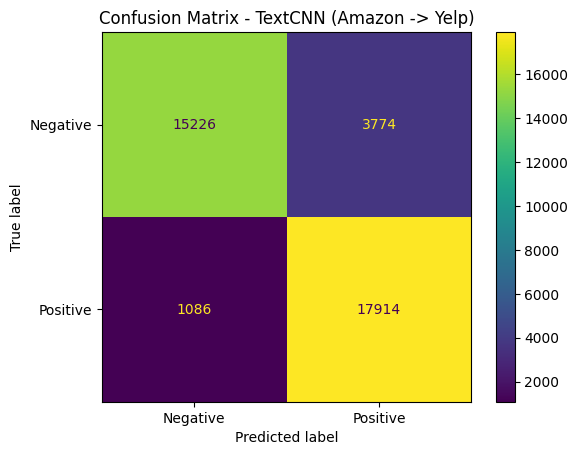 Confusion Matrix - TextCNN (Amazon -> Yelp)
Negative 15226 3774
Positive 1086 17914
Negative Positive
Predicted label
True label
16000
14000
12000
10000
8000
6000
4000
2000